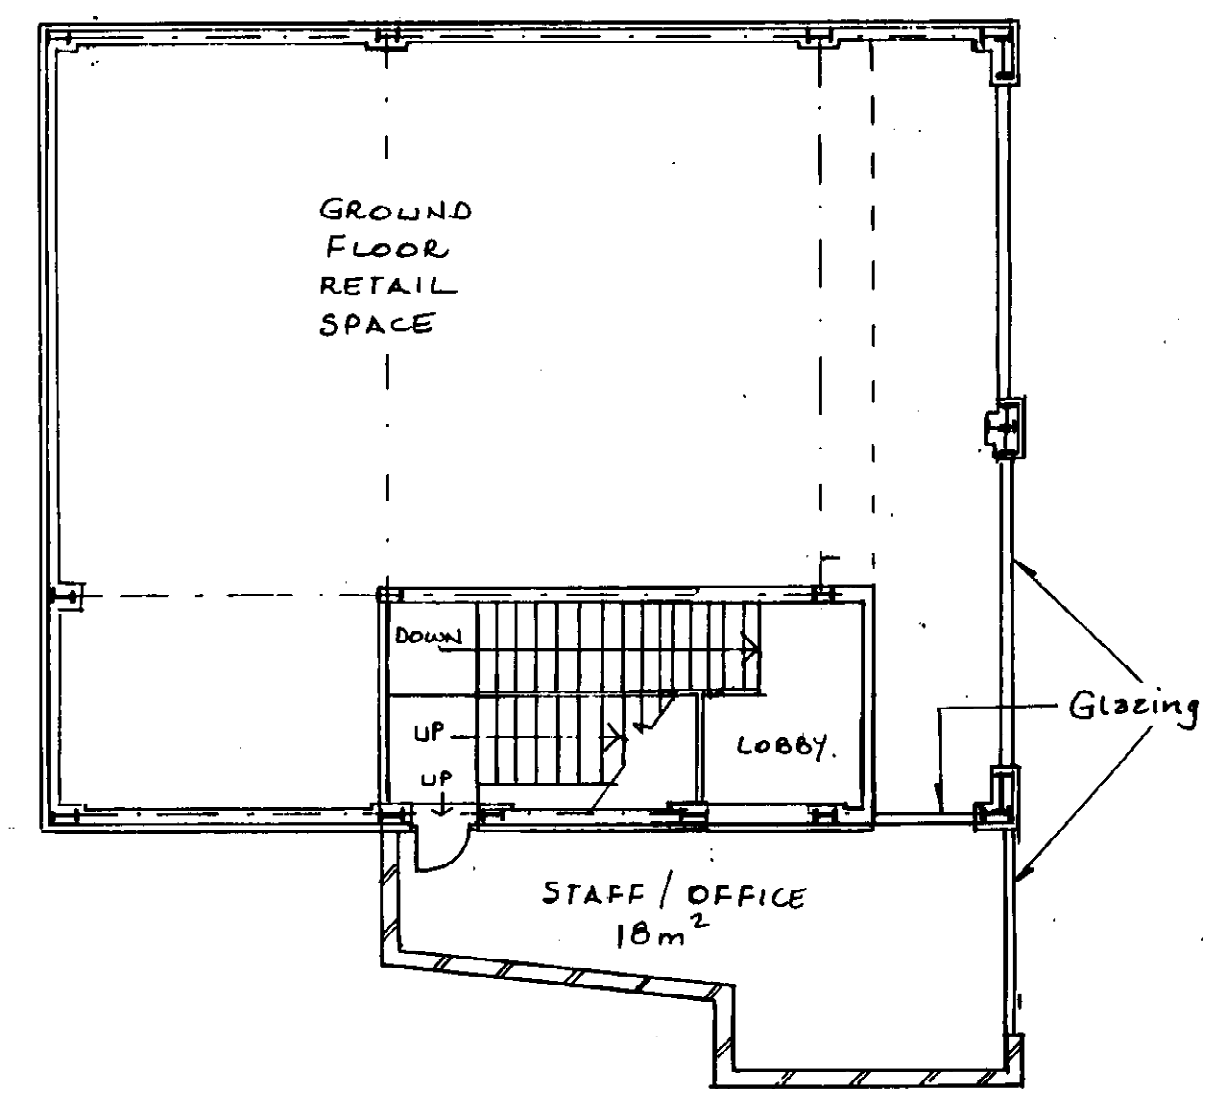 GROUND
FLOOR
RETAIL
SPACE
DOWN
UP
UP
LOBBY.
Glazing
STAFF / OFFICE
18m²